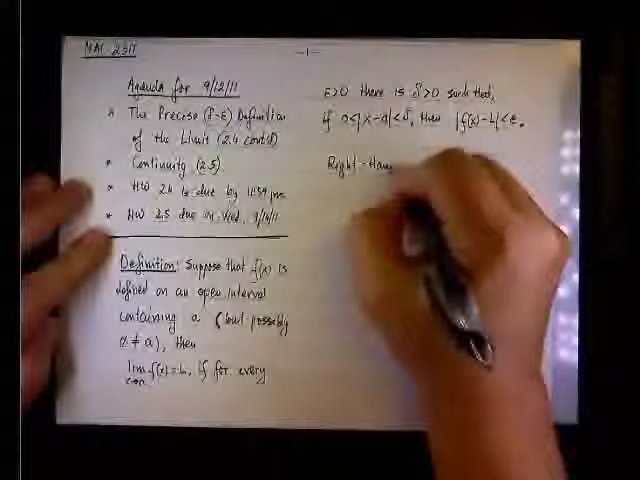 MAC 2311
-1-
Agenda for 9/12/11
* The Precise (δ-ε) Definition
of the Limit (2.4 cont'd)
* Continuity (2.5)
* HW 2.4 is due by 11:59 pm
* HW 2.5 due on Wed, 9/14/11
Definition: Suppose that f(x) is
defined on an open interval
containing a (but possibly
x ≠ a), then
lim f(x) = L, if for every
x→a
ε>0 there is δ>0 such that,
if 0<|x-a|<δ, then |f(x)-L|<ε.
Right-Han